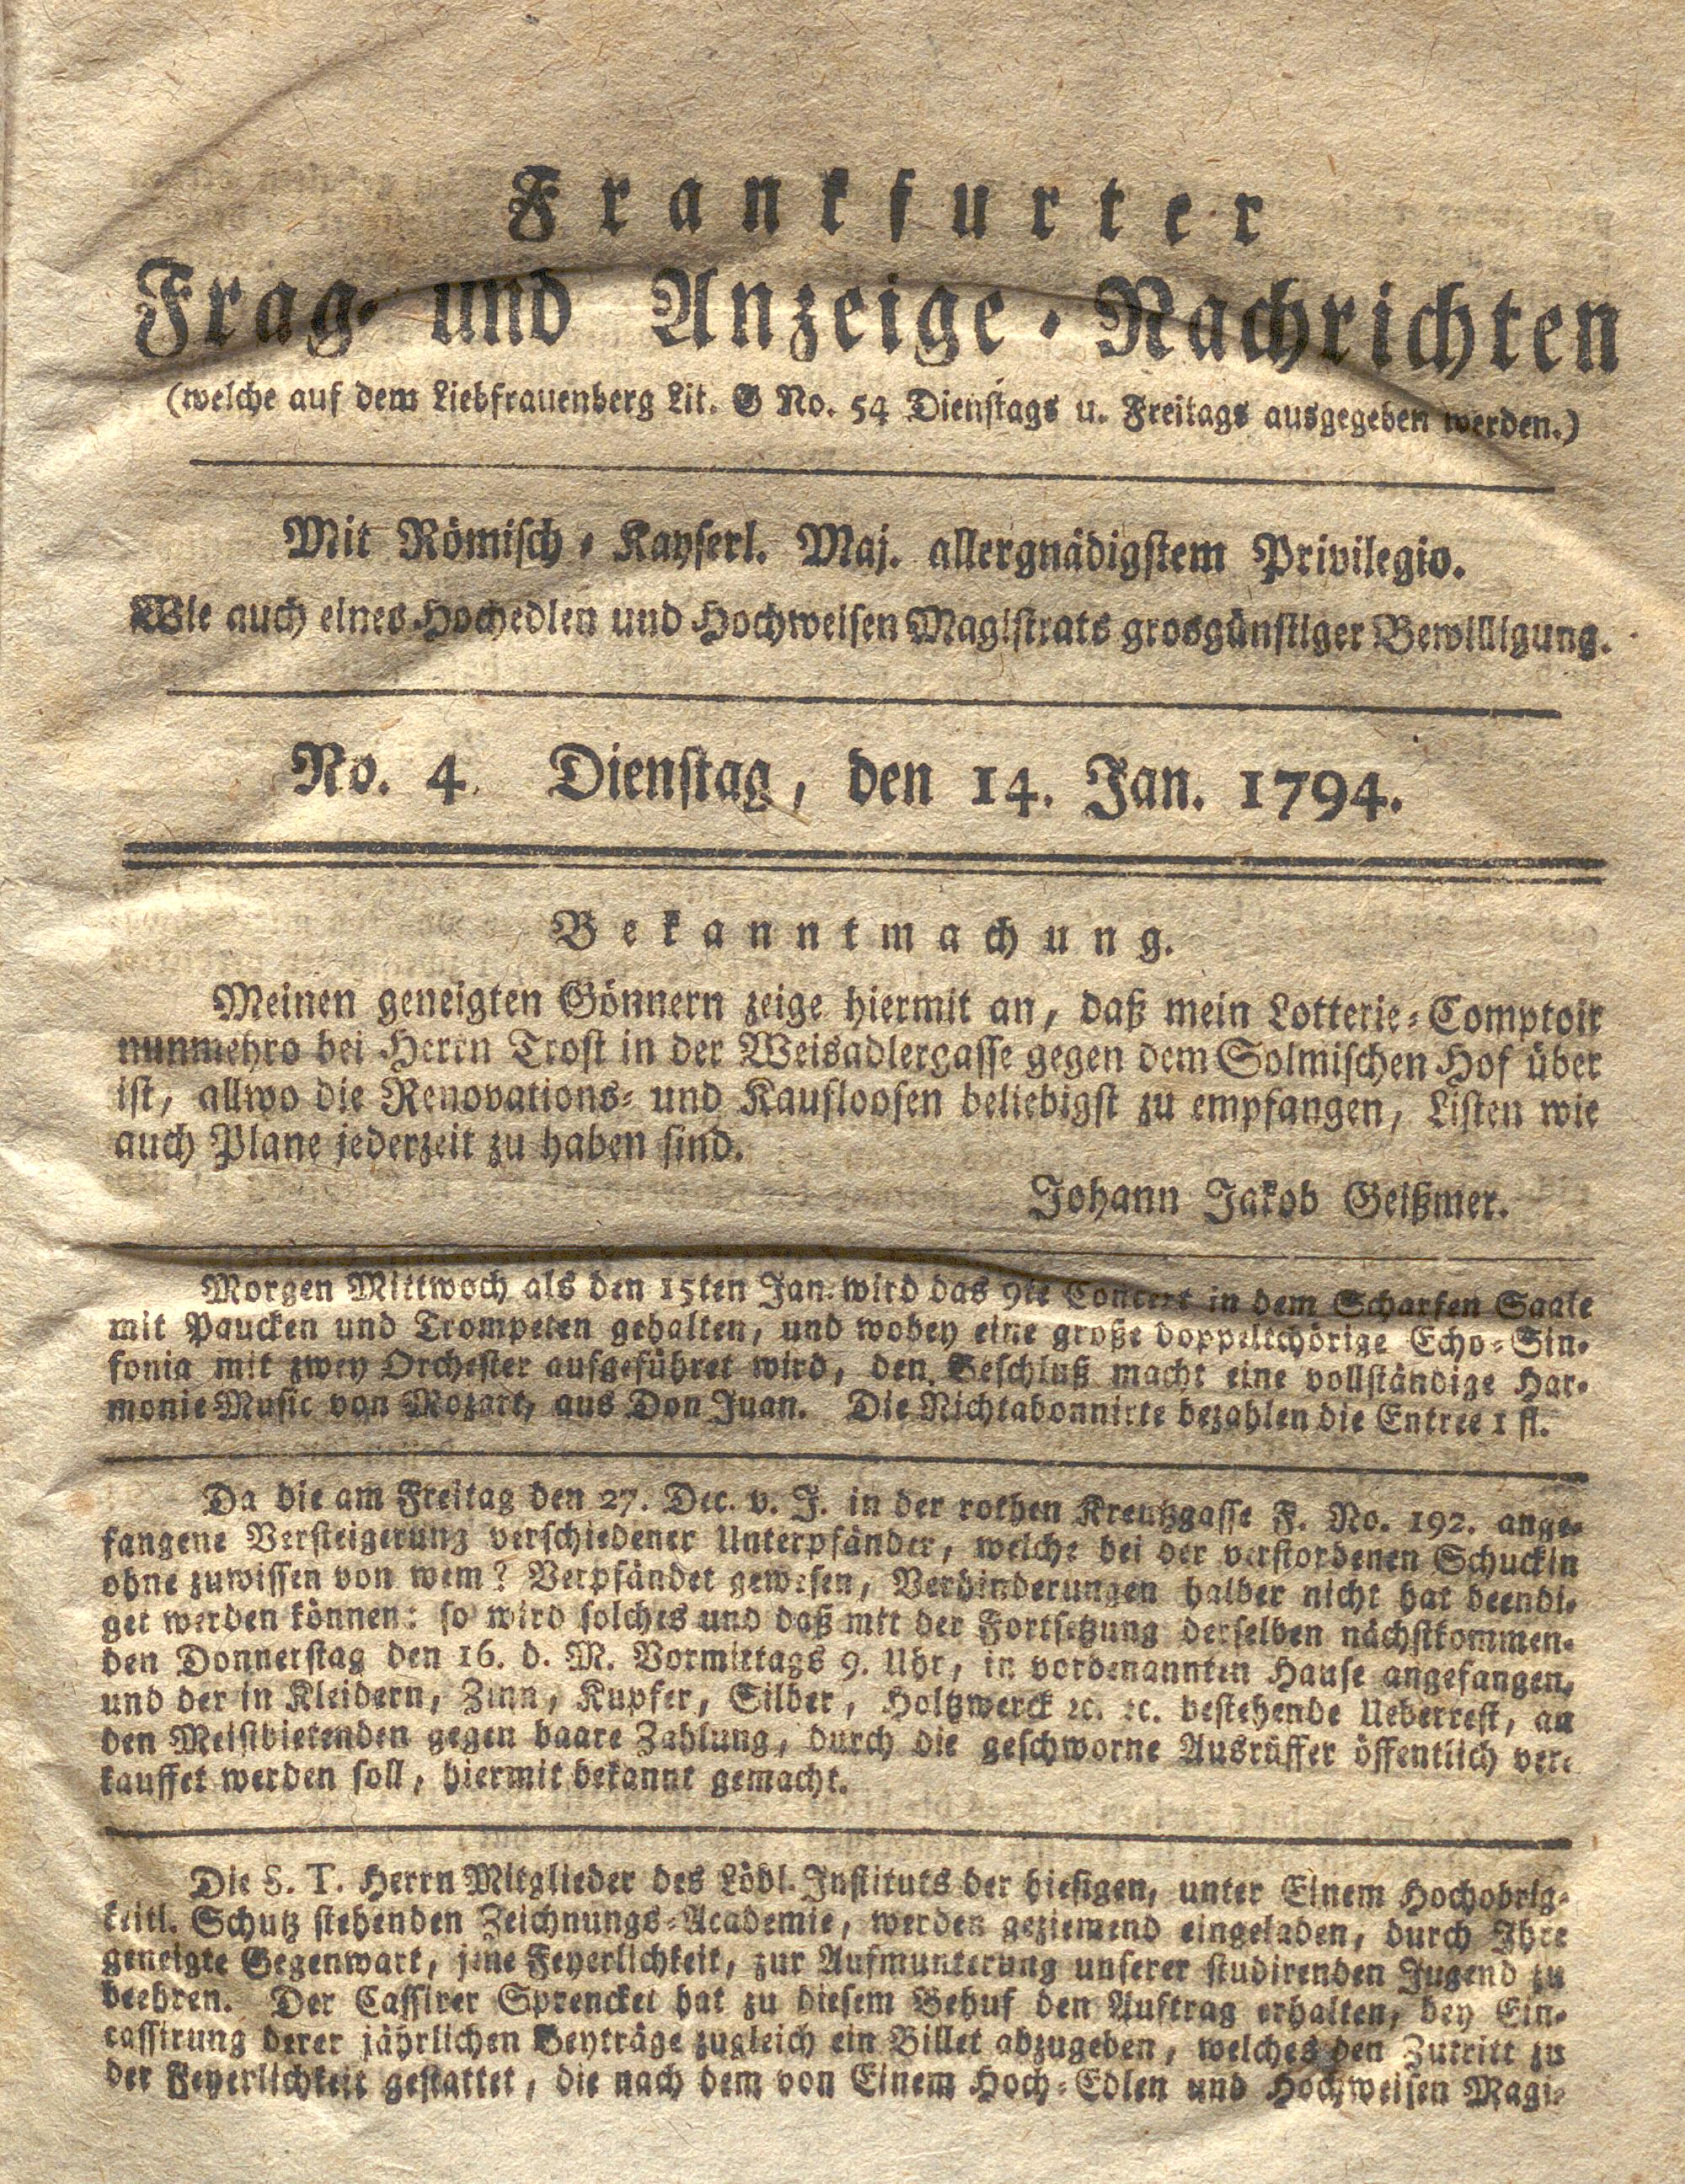 Frankfurter
Frag- und Anzeige-Nachrichten
(welche auf dem Liebfrauenberg Lit. G No. 54 Dienstags u. Freitags ausgegeben werden.)
Mit Römisch-Kayserl. Maj. allergnädigstem Privilegio.
Wie auch eines Hochedlen und Hochweisen Magistrats grosgünstiger Bewilligung.
No. 4. Dienstag, den 14. Jan. 1794.
Bekanntmachung.
Meinen geneigten Gönnern zeige hiermit an, daß mein Lotterie-Comptoir
nunmehro bei Herrn Trost in der Weisadlergasse gegen dem Solmischen Hof über
ist, allwo die Renovations- und Kaufloosen beliebigst zu empfangen, Listen wie
auch Plane jederzeit zu haben sind.
Johann Jakob Geißmer.
Morgen Mittwoch als den 15ten Jan. wird das 9te Concert in dem Scharfen Saale
mit Paucken und Trompeten gehalten, und wobey eine große doppeltchörige Echo-Sin-
fonia mit zwey Orchester aufgeführet wird, den Beschluß macht eine vollständige Har-
monie Music von Mozart, aus Don Juan. Die Nichtabonnirte bezahlen die Entree 1 fl.
Da die am Freitag den 27. Dec. v. J. in der rothen Kreutzgasse F. No. 192. ange-
fangene Versteigerung verschiedener Unterpfänder, welche bei der verstorbenen Schuckin
ohne zuwissen von wem? Verpfändet gewesen, Verhinderungen halber nicht hat beendi-
get werden können: so wird solches und daß mit der Fortsetzung derselben nächstkommen-
den Donnerstag den 16. d. M. Vormittags 9. Uhr, in vorbenannten Hause angefangen,
und der in Kleidern, Zinn, Kupfer, Silber, Holtzwerck ꝛc. ꝛc. bestehende Ueberrest, an
den Meistbietenden gegen baare Zahlung, durch die geschworne Ausrüffer öffentlich ver-
kauffet werden soll, hiermit bekannt gemacht.
Die S. T. Herrn Mitglieder des Löbl. Instituts der hiesigen, unter Einem Hochobrig-
keitl. Schutz stehenden Zeichnungs-Academie, werden geziemend eingeladen, durch Ihre
geneigte Gegenwart, jene Feyerlichkeit, zur Aufmunterung unserer studirenden Jugend zu
beehren. Der Cassirer Sprenckel hat zu diesem Behuf den Auftrag erhalten, bey Ein-
cassirung derer jährlichen Beyträge zugleich ein Billet abzugeben, welches den Zutritt zu
der Feyerlichkeit gestattet, die nach dem von Einem Hoch-Edlen und Hochweisen Magi-